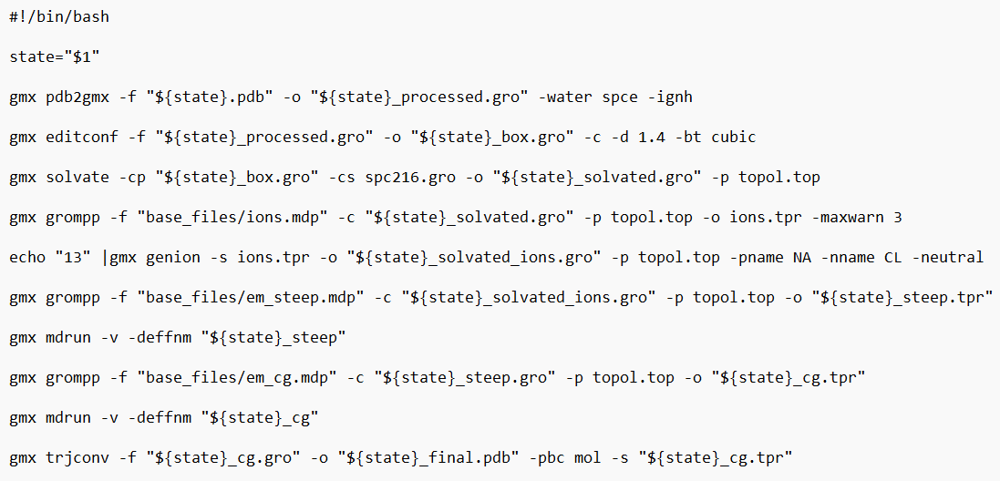 #!/bin/bash
state="$1"
gmx pdb2gmx -f "${state}.pdb" -o "${state}_processed.gro" -water spce -ignh
gmx editconf -f "${state}_processed.gro" -o "${state}_box.gro" -c -d 1.4 -bt cubic
gmx solvate -cp "${state}_box.gro" -cs spc216.gro -o "${state}_solvated.gro" -p topol.top
gmx grompp -f "base_files/ions.mdp" -c "${state}_solvated.gro" -p topol.top -o ions.tpr -maxwarn 3
echo "13" |gmx genion -s ions.tpr -o "${state}_solvated_ions.gro" -p topol.top -pname NA -nname CL -neutral
gmx grompp -f "base_files/em_steep.mdp" -c "${state}_solvated_ions.gro" -p topol.top -o "${state}_steep.tpr"
gmx mdrun -v -deffnm "${state}_steep"
gmx grompp -f "base_files/em_cg.mdp" -c "${state}_steep.gro" -p topol.top -o "${state}_cg.tpr"
gmx mdrun -v -deffnm "${state}_cg"
gmx trjconv -f "${state}_cg.gro" -o "${state}_final.pdb" -pbc mol -s "${state}_cg.tpr"